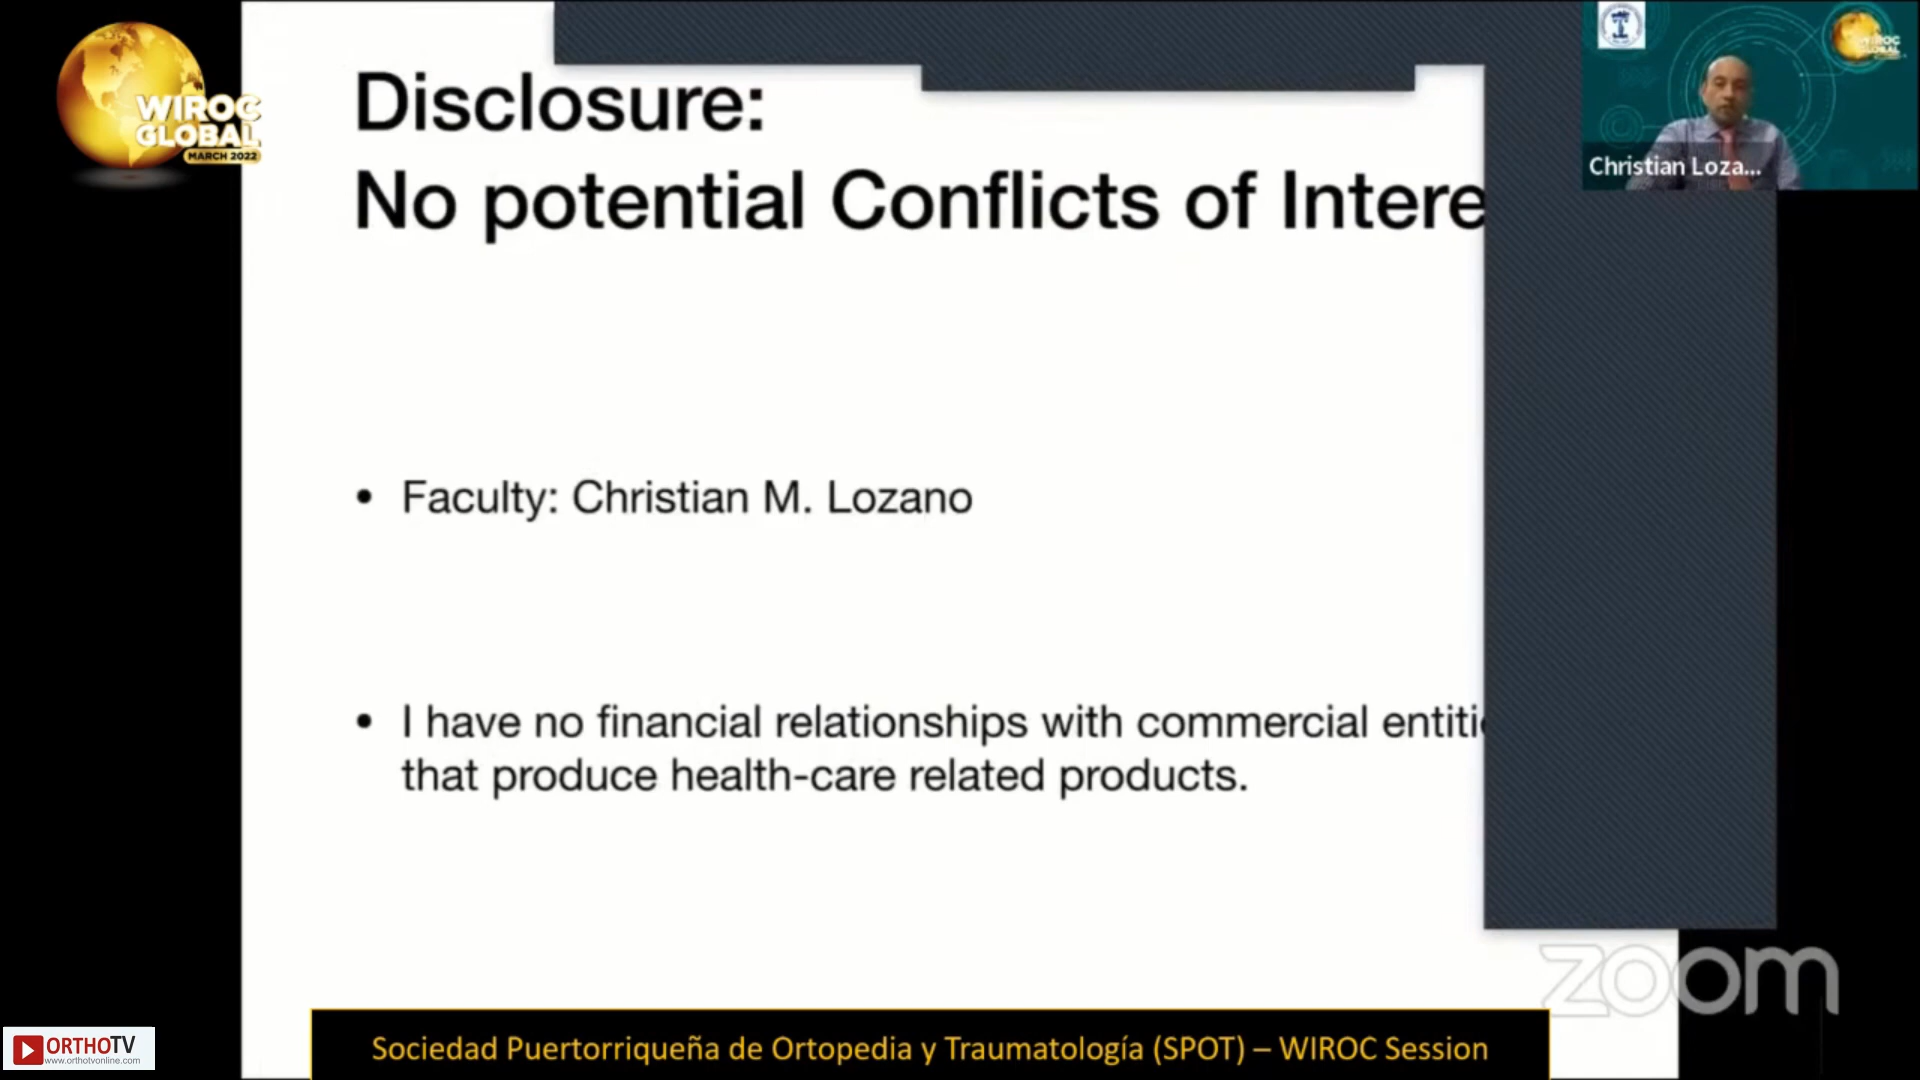 WIROC
GLOBAL
MARCH 2022
Disclosure:
No potential Conflicts of Intere
Christian Loza...
WIROC
GLOBAL
• Faculty: Christian M. Lozano
• I have no financial relationships with commercial entiti
that produce health-care related products.
zoom
Sociedad Puertorriqueña de Ortopedia y Traumatología (SPOT) – WIROC Session
ORTHOTV
www.orthotvonline.com